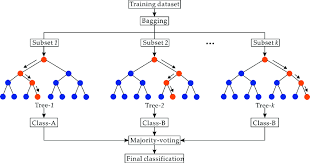 Training dataset
Bagging
Subset 1 Subset 2 ... Subset k
Tree-1 Tree-2 Tree-k
Class-A Class-B Class-B
Majority-voting
Final classification